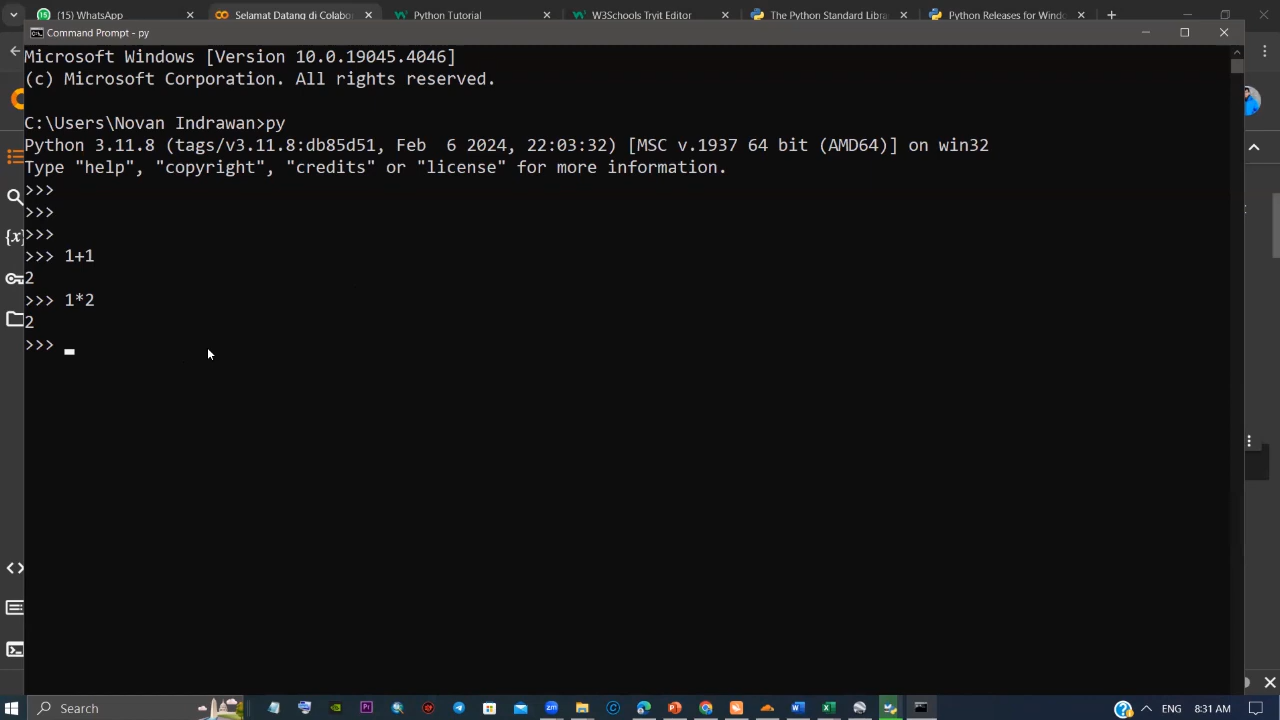 (15) WhatsApp
Selamat Datang di Colabo
Python Tutorial
W3Schools Tryit Editor
The Python Standard Libra
Python Releases for Windo
Command Prompt - py
Microsoft Windows [Version 10.0.19045.4046]
(c) Microsoft Corporation. All rights reserved.
C:\Users\Novan Indrawan>py
Python 3.11.8 (tags/v3.11.8:db85d51, Feb  6 2024, 22:03:32) [MSC v.1937 64 bit (AMD64)] on win32
Type "help", "copyright", "credits" or "license" for more information.
>>>
>>>
>>>
>>> 1+1
2
>>> 1*2
2
>>>
Search
ENG
8:31 AM